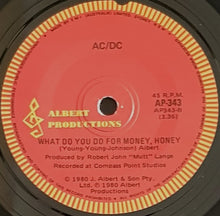 AC/DC
45 R.P.M.
AP-343
AP343-B
(3.36)
ALBERT
PRODUCTIONS
WHAT DO YOU DO FOR MONEY, HONEY
(Young-Young-Johnson) Albert
Produced by Robert John "Mutt" Lange
Recorded at Compass Point Studios
℗ 1980 J. Albert & Son Pty.
Ltd. © 1980 Albert
Productions